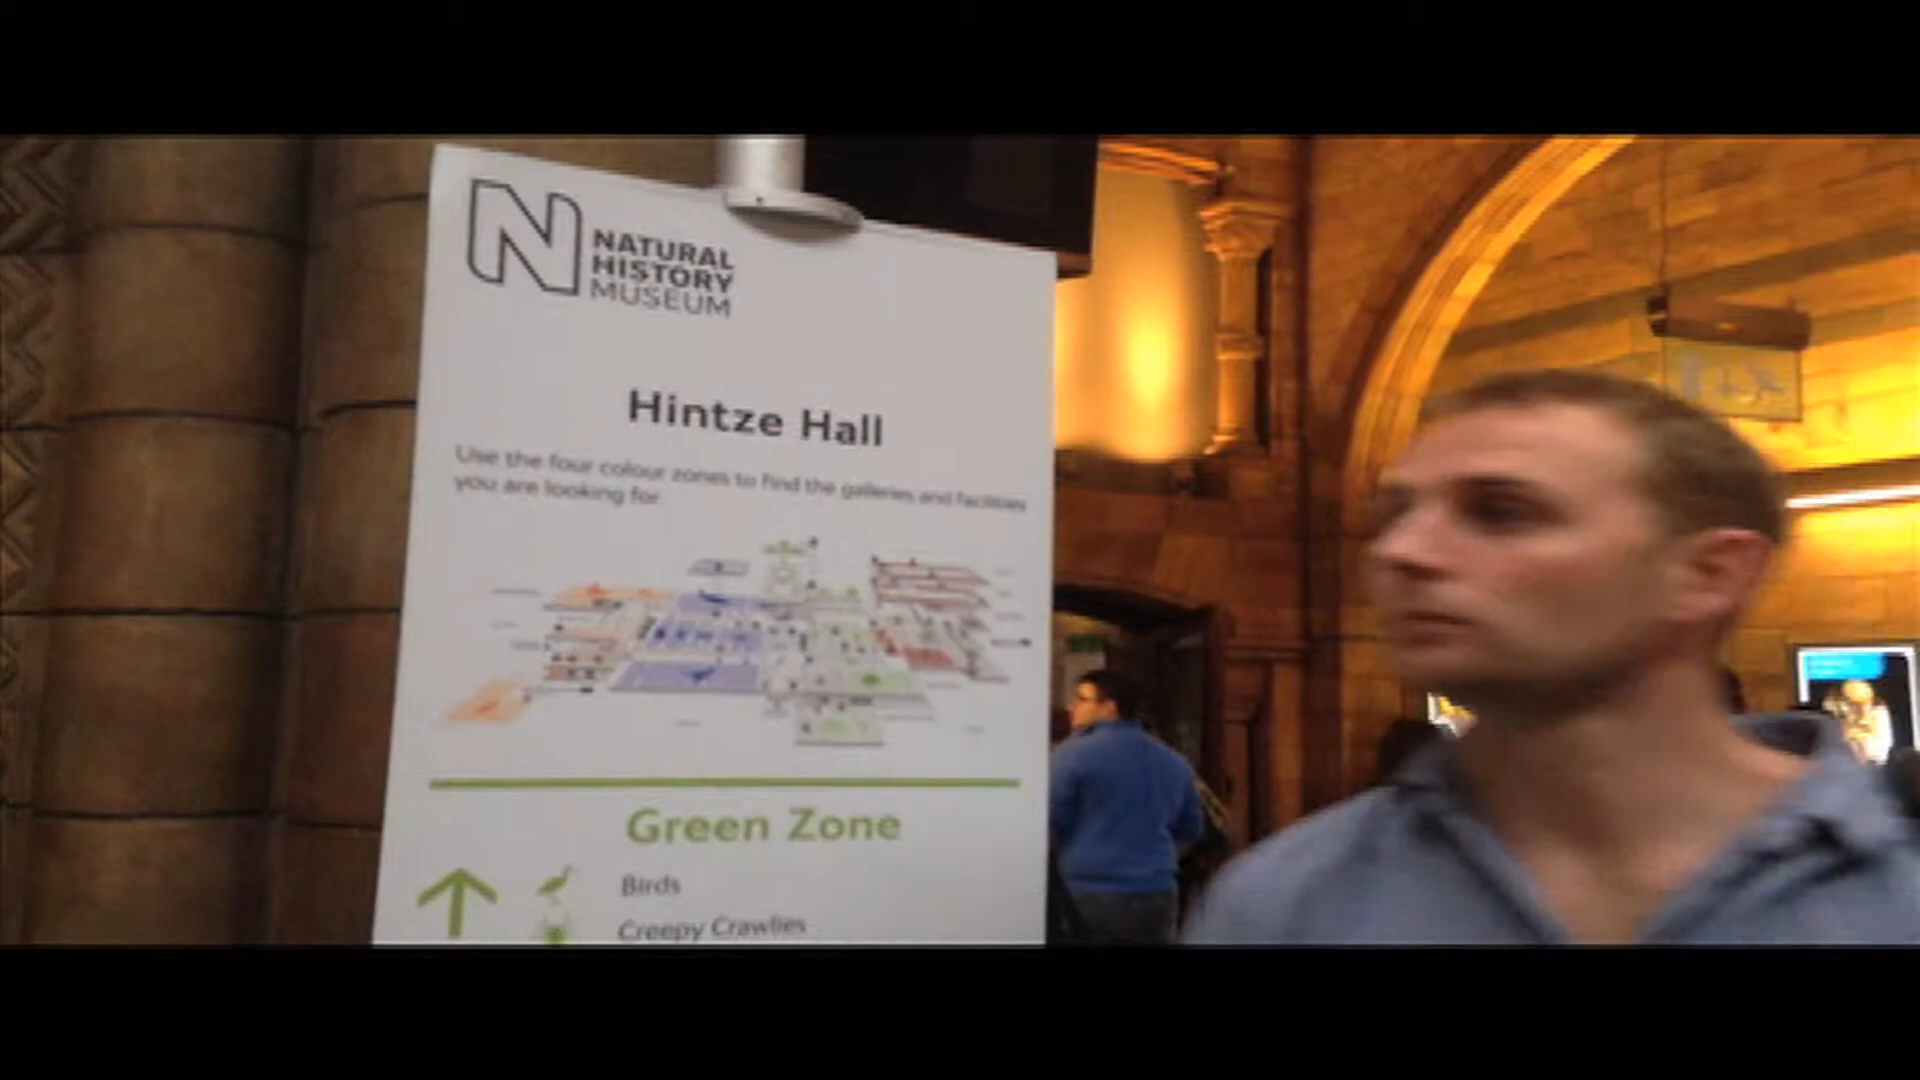 N
NATURAL
HISTORY
MUSEUM
Hintze Hall
Use the four colour zones to find the galleries and facilities
you are looking for.
Green Zone
Birds
Creepy Crawlies